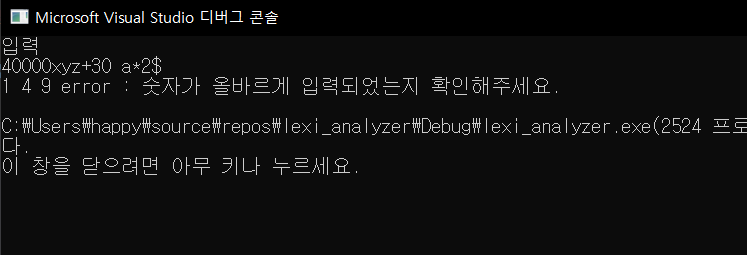 Microsoft Visual Studio 디버그 콘솔
입력
40000xyz+30 a*2$
1 4 9 error : 숫자가 올바르게 입력되었는지 확인해주세요.
C:\Users\happy\source\repos\lexi_analyzer\Debug\lexi_analyzer.exe(2524 프로
다.
이 창을 닫으려면 아무 키나 누르세요.